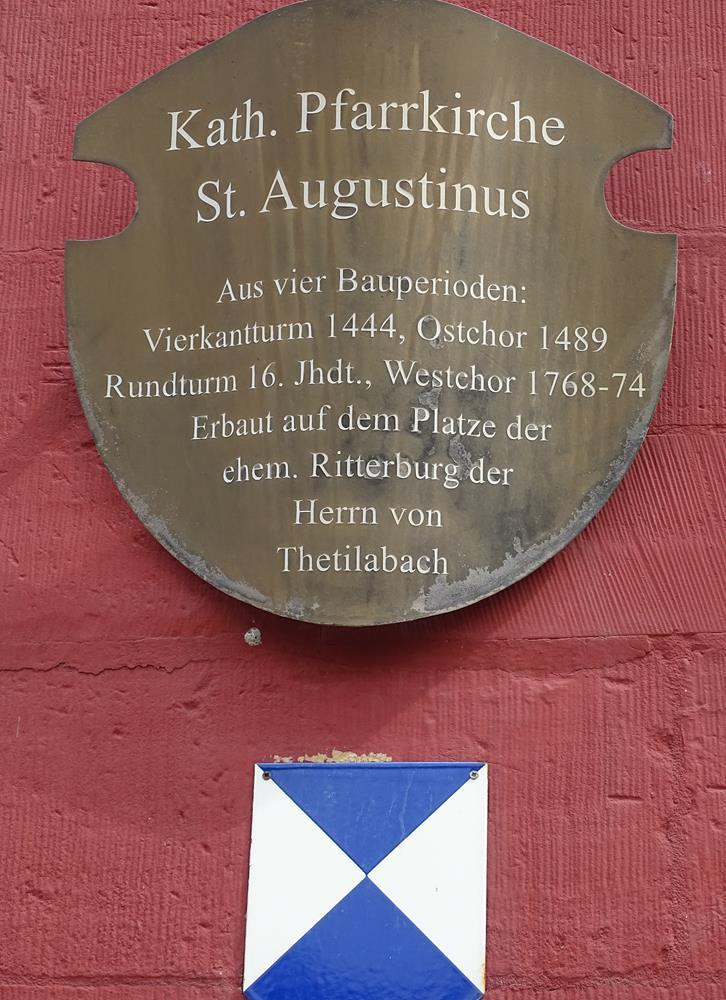 Kath. Pfarrkirche
St. Augustinus
Aus vier Bauperioden:
Vierkantturm 1444, Ostchor 1489
Rundturm 16. Jhdt., Westchor 1768-74
Erbaut auf dem Platze der
ehem. Ritterburg der
Herrn von
Thetilabach